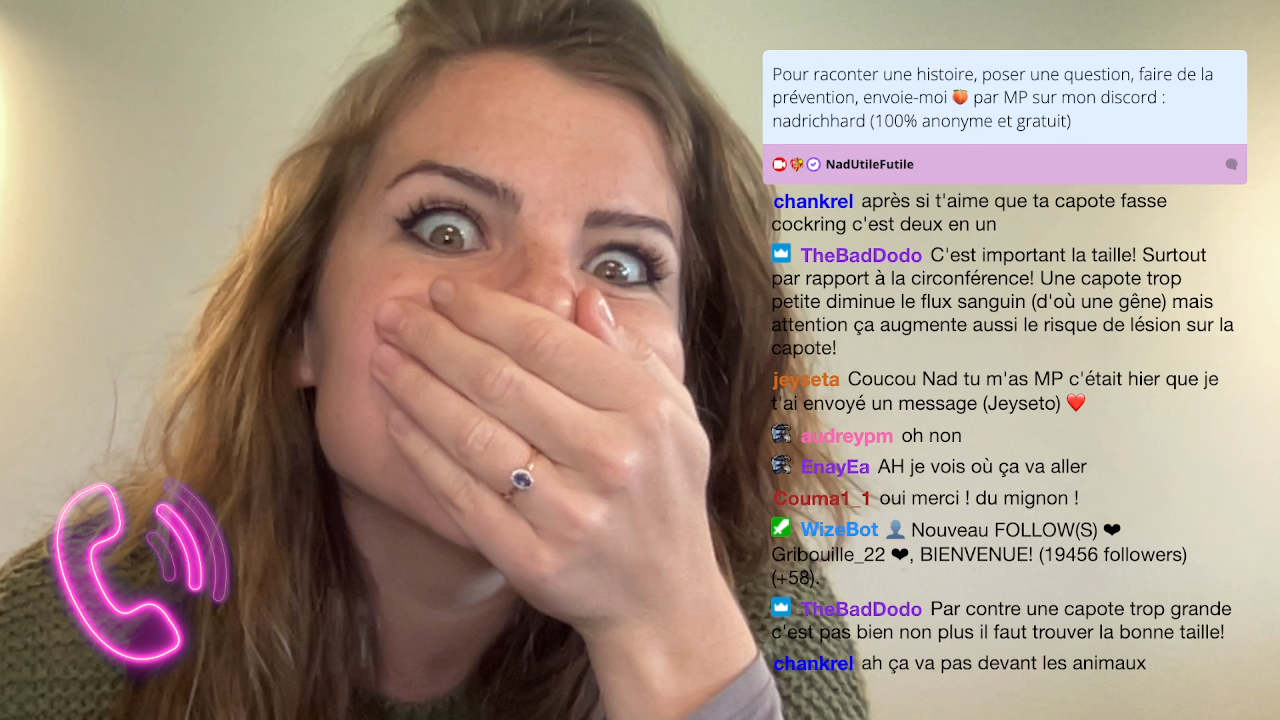 Pour raconter une histoire, poser une question, faire de la
prévention, envoie-moi 🍑 par MP sur mon discord :
nadrichhard (100% anonyme et gratuit)
NadUtileFutile
chankrel après si t'aime que ta capote fasse
cockring c'est deux en un
TheBadDodo C'est important la taille! Surtout
par rapport à la circonférence! Une capote trop
petite diminue le flux sanguin (d'où une gêne) mais
attention ça augmente aussi le risque de lésion sur la
capote!
jeyseta Coucou Nad tu m'as MP c'était hier que je
t'ai envoyé un message (Jeyseto) ❤️
audreypm oh non
EnayEa AH je vois où ça va aller
Couma1_1 oui merci ! du mignon !
WizeBot 👤 Nouveau FOLLOW(S) ❤
Gribouille_22 ❤, BIENVENUE! (19456 followers)
(+58).
TheBadDodo Par contre une capote trop grande
c'est pas bien non plus il faut trouver la bonne taille!
chankrel ah ça va pas devant les animaux